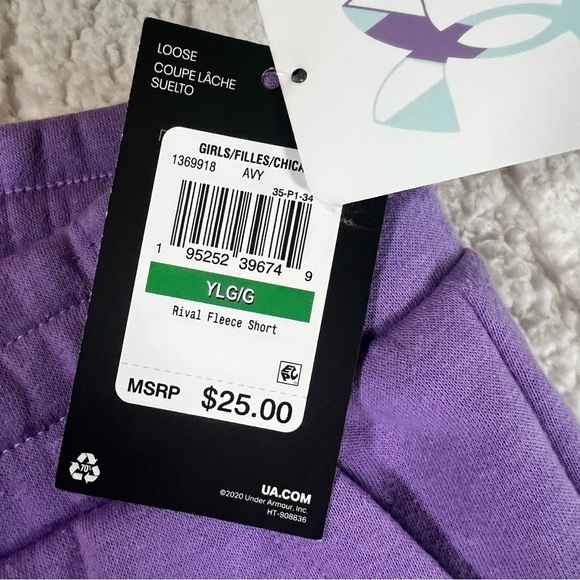 LOOSE
COUPE LÂCHE
SUELTO
GIRLS/FILLES/CHICA
1369918 AVY
35-P1-34
1 95252 39674 9
YLG/G
Rival Fleece Short
MSRP $25.00
70%
UA.COM
©2020 Under Armour, Inc.
HT-908836